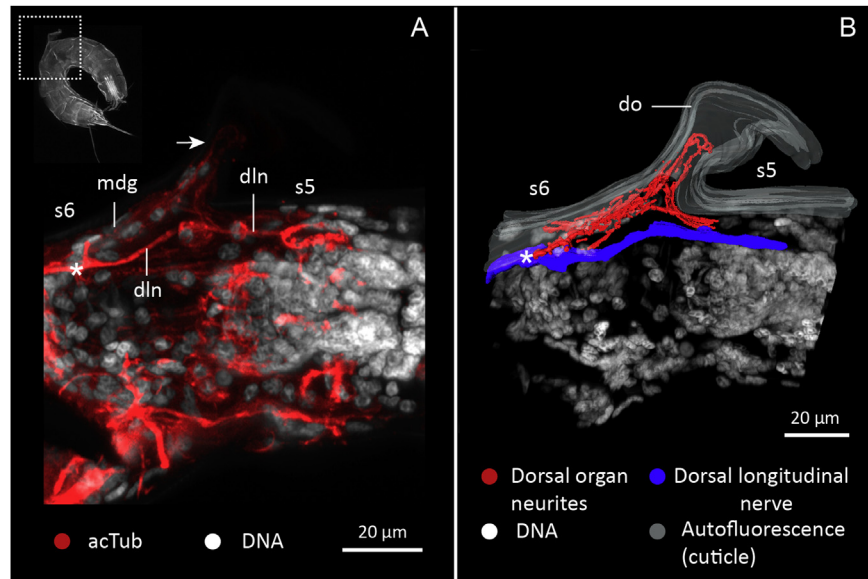 A
mdg
dln
s5
s6
*
dln
acTub
DNA
20 µm
B
do
s5
s6
*
20 µm
Dorsal organ
neurites
Dorsal longitudinal
nerve
DNA
Autofluorescence
(cuticle)